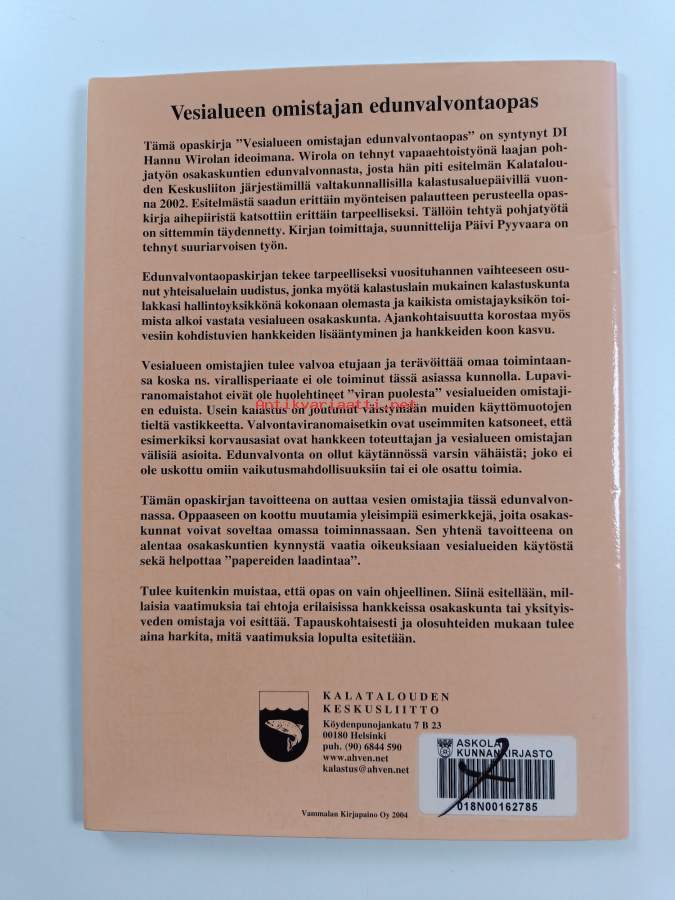 Vesialueen omistajan edunvalvontaopas
Tämä opaskirja ”Vesialueen omistajan edunvalvontaopas” on syntynyt DI
Hannu Wirolan ideoimana. Wirola on tehnyt vapaaehtoistyönä laajan poh-
jatyön osakaskuntien edunvalvonnasta, josta hän piti esitelmän Kalatalou-
den Keskusliiton järjestämillä valtakunnallisilla kalastusaluepäivillä vuon-
na 2002. Esitelmästä saadun erittäin myönteisen palautteen perusteella opas-
kirja aihepiiristä katsottiin erittäin tarpeelliseksi. Tällöin tehtyä pohjatyötä
on sittemmin täydennetty. Kirjan toimittaja, suunnittelija Päivi Pyyvaara on
tehnyt suuriarvoisen työn.
Edunvalvontaopaskirjan tekee tarpeelliseksi vuosituhannen vaihteeseen osu-
nut yhteisaluelain uudistus, jonka myötä kalastuslain mukainen kalastuskunta
lakkasi hallintoyksikkönä kokonaan olemasta ja kaikista omistajayksikön toi-
mista alkoi vastata vesialueen osakaskunta. Ajankohtaisuutta korostaa myös
vesiin kohdistuvien hankkeiden lisääntyminen ja hankkeiden koon kasvu.
Vesialueen omistajien tulee valvoa etujaan ja terävöittää omaa toimintaan-
sa koska ns. virallisperiaate ei ole toiminut tässä asiassa kunnolla. Lupavi-
ranomaistahot eivät ole huolehtineet ”viran puolesta” vesialueiden omistaji-
en eduista. Usein kalastus on joutunut väistymään muiden käyttömuotojen
Antikvariaatti.net
tieltä vastikkeetta. Valvontaviranomaisetkin ovat useimmiten katsoneet, että
esimerkiksi korvausasiat ovat hankkeen toteuttajan ja vesialueen omistajan
välisiä asioita. Edunvalvonta on ollut käytännössä varsin vähäistä; joko ei
ole uskottu omiin vaikutusmahdollisuuksiin tai ei ole osattu toimia.
Tämän opaskirjan tavoitteena on auttaa vesien omistajia tässä edunvalvon-
nassa. Oppaaseen on koottu muutamia yleisimpiä esimerkkejä, joita osakas-
kunnat voivat soveltaa omassa toiminnassaan. Sen yhtenä tavoitteena on
alentaa osakaskuntien kynnystä vaatia oikeuksiaan vesialueiden käytöstä
sekä helpottaa ”papereiden laadintaa”.
Tulee kuitenkin muistaa, että opas on vain ohjeellinen. Siinä esitellään, mil-
laisia vaatimuksia tai ehtoja erilaisissa hankkeissa osakaskunta tai yksityis-
veden omistaja voi esittää. Tapauskohtaisesti ja olosuhteiden mukaan tulee
aina harkita, mitä vaatimuksia lopulta esitetään.
KALATALOUDEN
KESKUSLIITTO
Köydenpunojankatu 7 B 23
00180 Helsinki
puh. (90) 6844 590
www.ahven.net
kalastus@ahven.net
ASKOLA
KUNNANKIRJASTO
018N00162785
Vammalan Kirjapaino Oy 2004